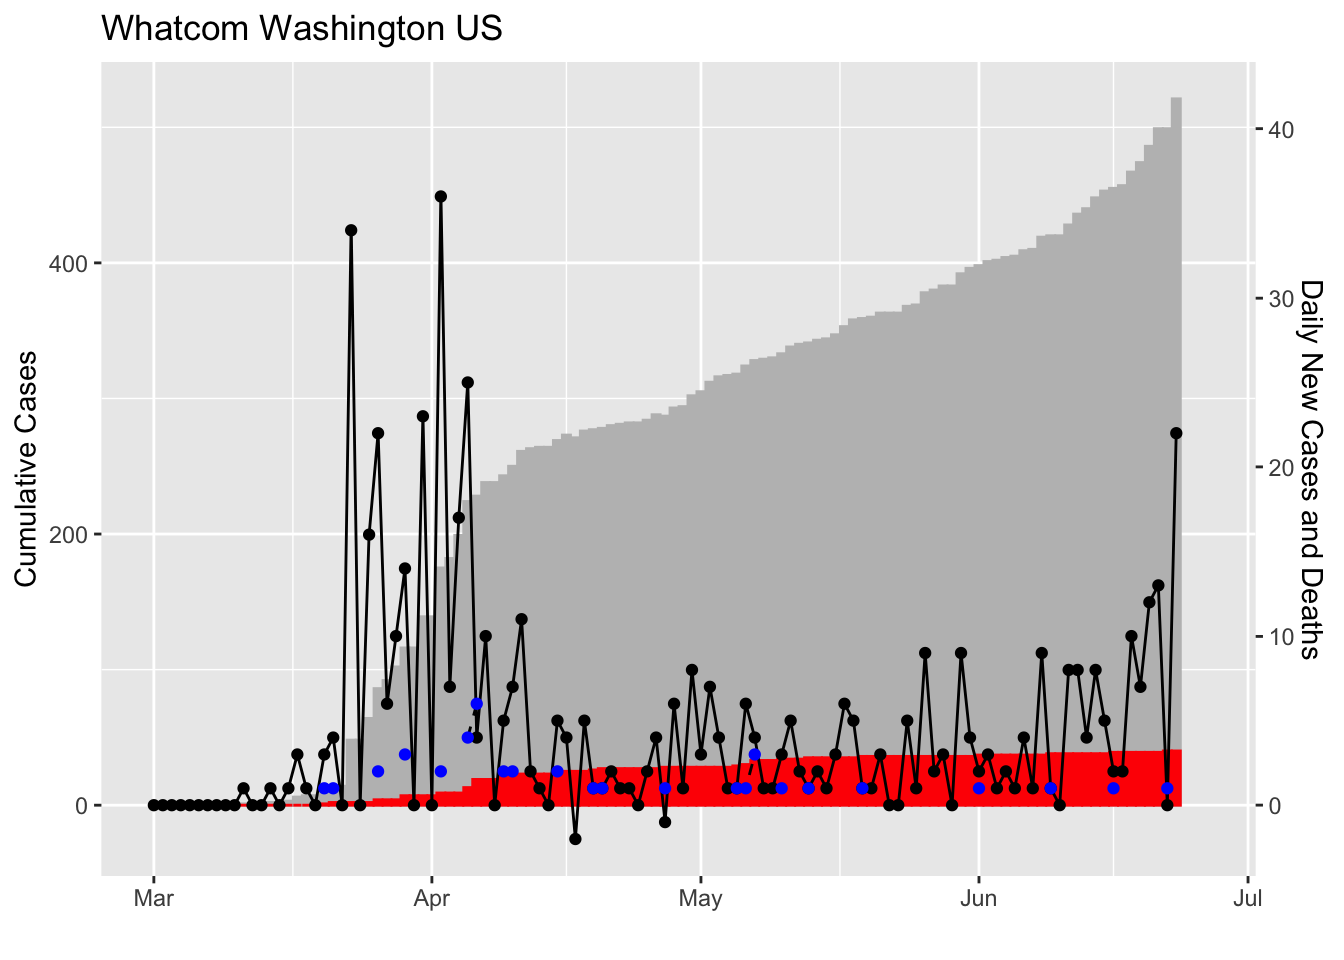 Whatcom Washington US
Cumulative Cases
400
200
0
40
30
20
10
0
Daily New Cases and Deaths
Mar
Apr
May
Jun
Jul